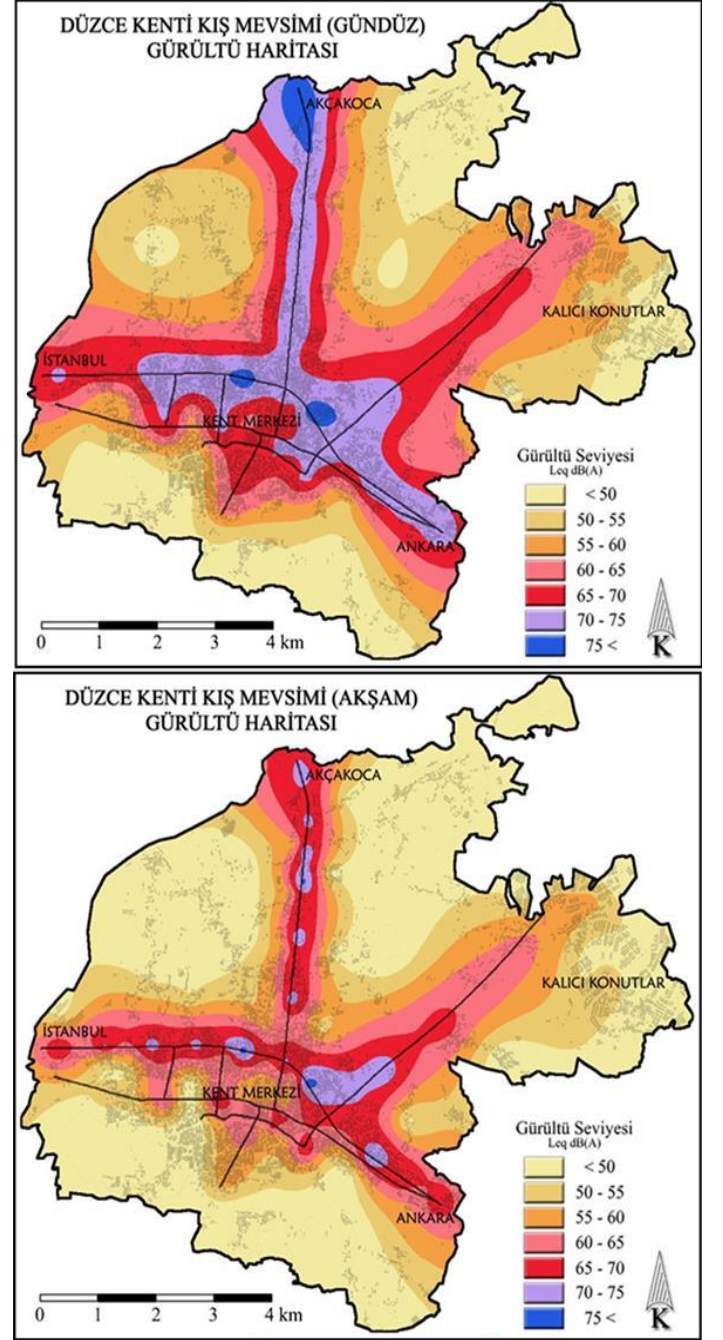 DÜZCE KENTİ KIŞ MEVSİMİ (GÜNDÜZ)
GÜRÜLTÜ HARİTASI
AKÇAKOCA
KALICI KONUTLAR
İSTANBUL
KENT MERKEZİ
ANKARA
Gürültü Seviyesi
Leq dB(A)
< 50
50 - 55
55 - 60
60 - 65
65 - 70
70 - 75
75 <
K
0 1 2 4 km
DÜZCE KENTİ KIŞ MEVSİMİ (AKŞAM)
GÜRÜLTÜ HARİTASI
AKÇAKOCA
KALICI KONUTLAR
İSTANBUL
KENT MERKEZİ
ANKARA
Gürültü Seviyesi
Leq dB(A)
< 50
50 - 55
55 - 60
60 - 65
65 - 70
70 - 75
75 <
K
0 1 2 4 km